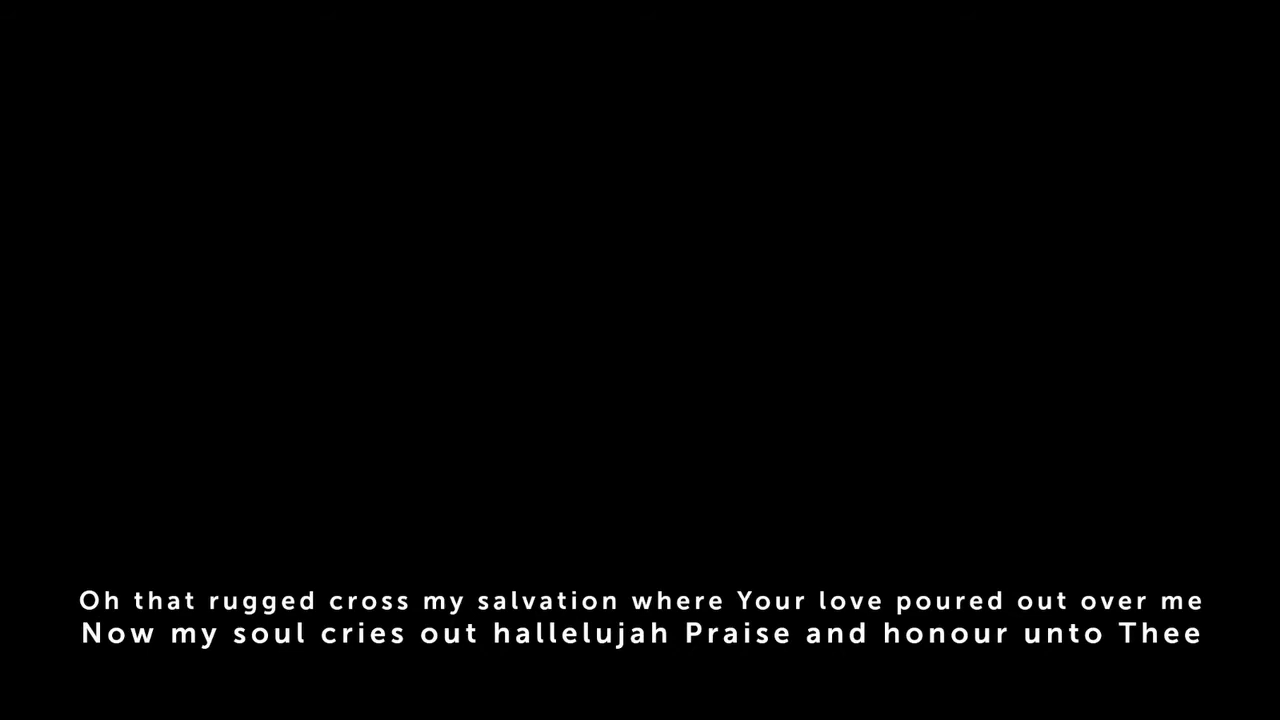 Oh that rugged cross my salvation where Your love poured out over me
Now my soul cries out hallelujah Praise and honour unto Thee